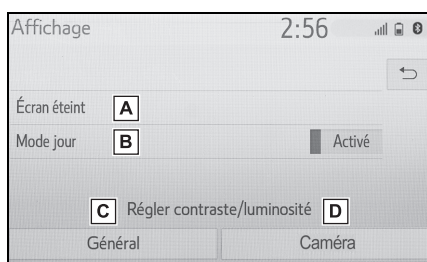 Affichage 2:56
Écran éteint A
Mode jour B Activé
C Régler contraste/luminosité D
Général Caméra